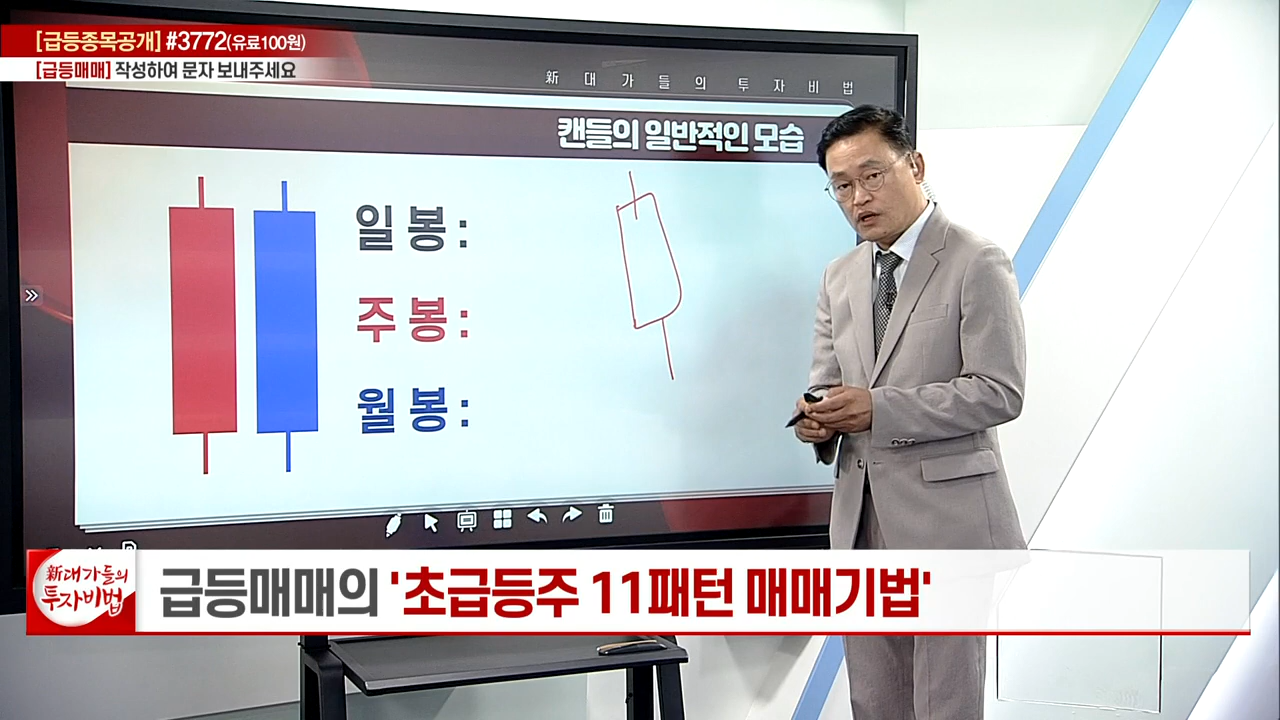 [급등종목공개] #3772(유료100원)
[급등매매] 작성하여 문자 보내주세요
新 대 가 들 의 투 자 비 법
캔들의 일반적인 모습
일봉:
주봉:
월봉:
新대가들의
투자비법
급등매매의 '초급등주 11패턴 매매기법'